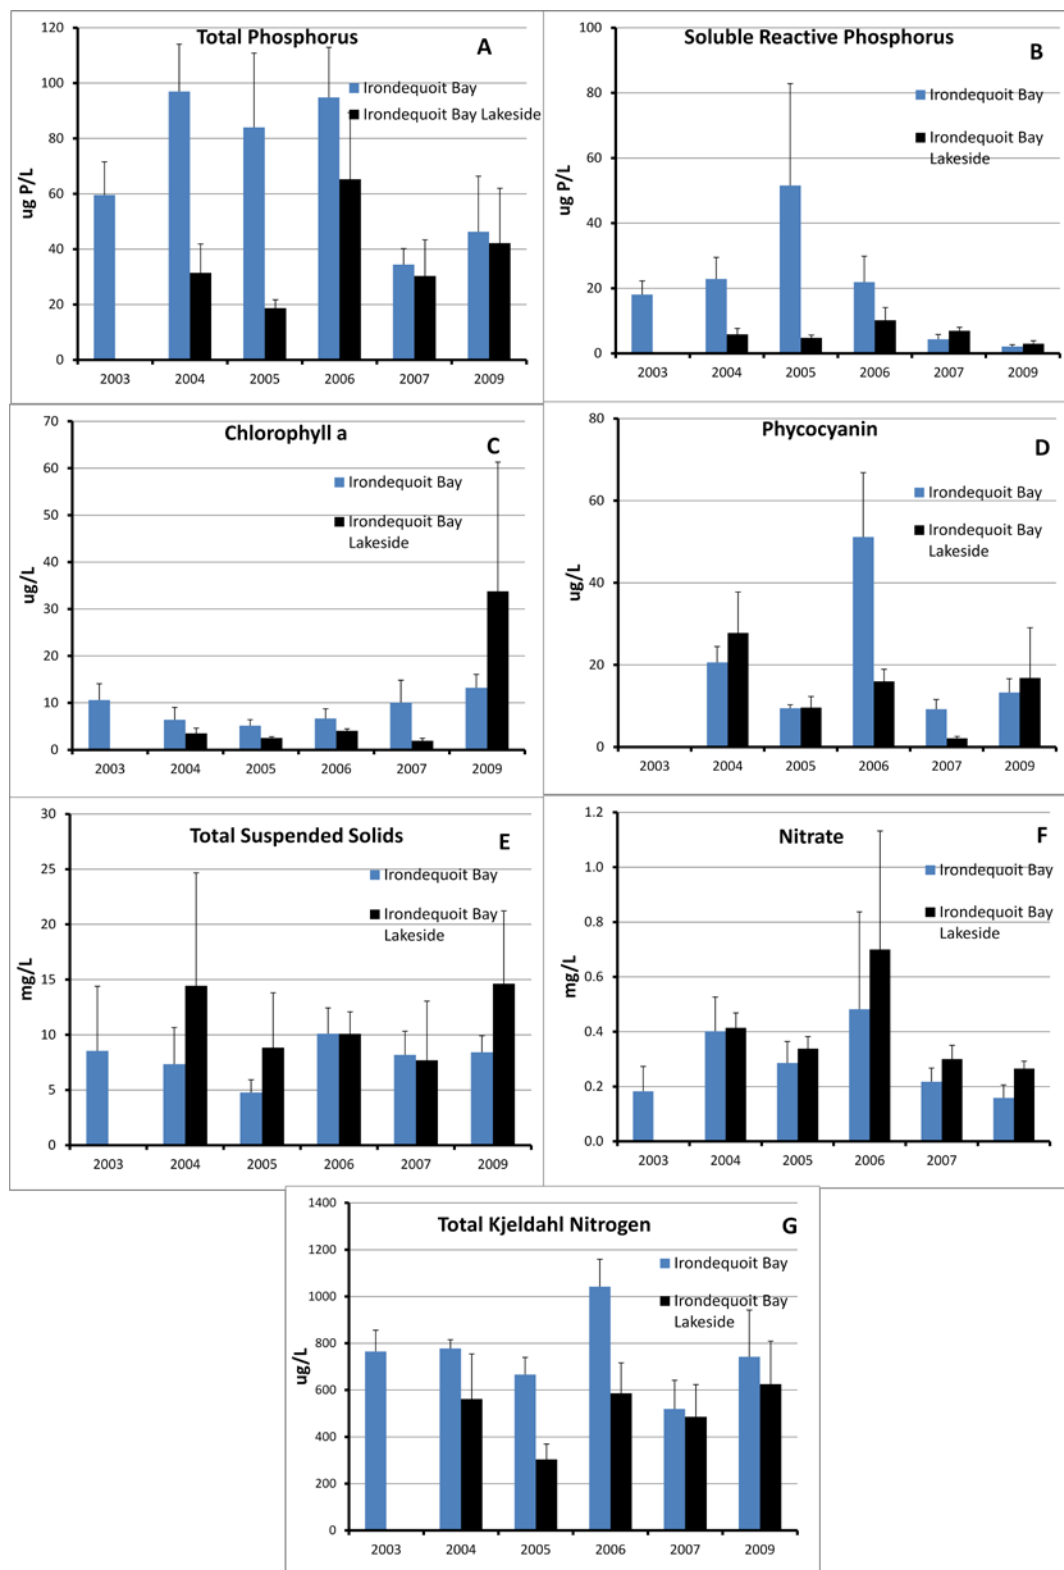 Total Phosphorus
A
120
100
80
60
40
20
0
ug P/L
Irondequoit Bay
Irondequoit Bay Lakeside
2003 2004 2005 2006 2007 2009
Soluble Reactive Phosphorus
B
100
80
60
40
20
0
ug P/L
Irondequoit Bay
Irondequoit Bay
Lakeside
2003 2004 2005 2006 2007 2009
Chlorophyll a
C
70
60
50
40
30
20
10
0
ug/L
Irondequoit Bay
Irondequoit Bay
Lakeside
2003 2004 2005 2006 2007 2009
Phycocyanin
D
80
60
40
20
0
ug/L
Irondequoit Bay
Irondequoit Bay
Lakeside
2003 2004 2005 2006 2007 2009
Total Suspended Solids
E
30
25
20
15
10
5
0
mg/L
Irondequoit Bay
Irondequoit Bay
Lakeside
2003 2004 2005 2006 2007 2009
Nitrate
F
1.2
1.0
0.8
0.6
0.4
0.2
0.0
mg/L
Irondequoit Bay
Irondequoit Bay
Lakeside
2003 2004 2005 2006 2007
Total Kjeldahl Nitrogen
G
1400
1200
1000
800
600
400
200
0
ug/L
Irondequoit Bay
Irondequoit Bay
Lakeside
2003 2004 2005 2006 2007 2009